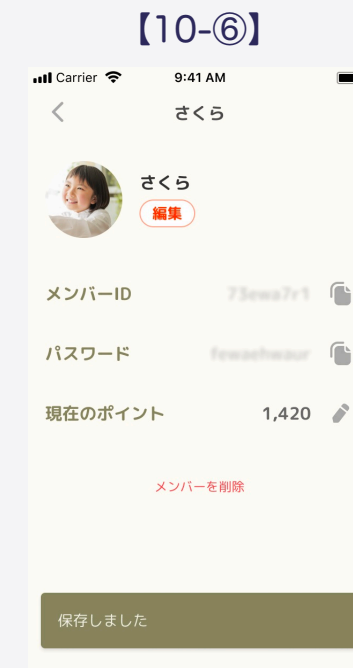 【10-⑥】
Carrier 9:41 AM
さくら
さくら
編集
メンバーID
パスワード
現在のポイント 1,420
メンバーを削除
保存しました